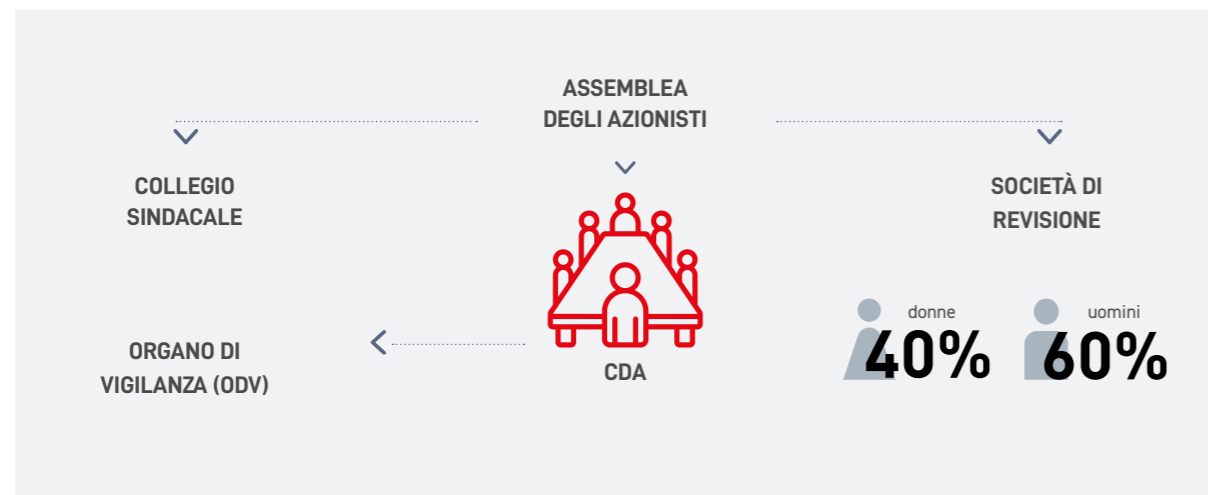 ASSEMBLEA
DEGLI AZIONISTI
COLLEGIO
SINDACALE
SOCIETÀ DI
REVISIONE
ORGANO DI
VIGILANZA (ODV)
CDA
donne
40%
uomini
60%